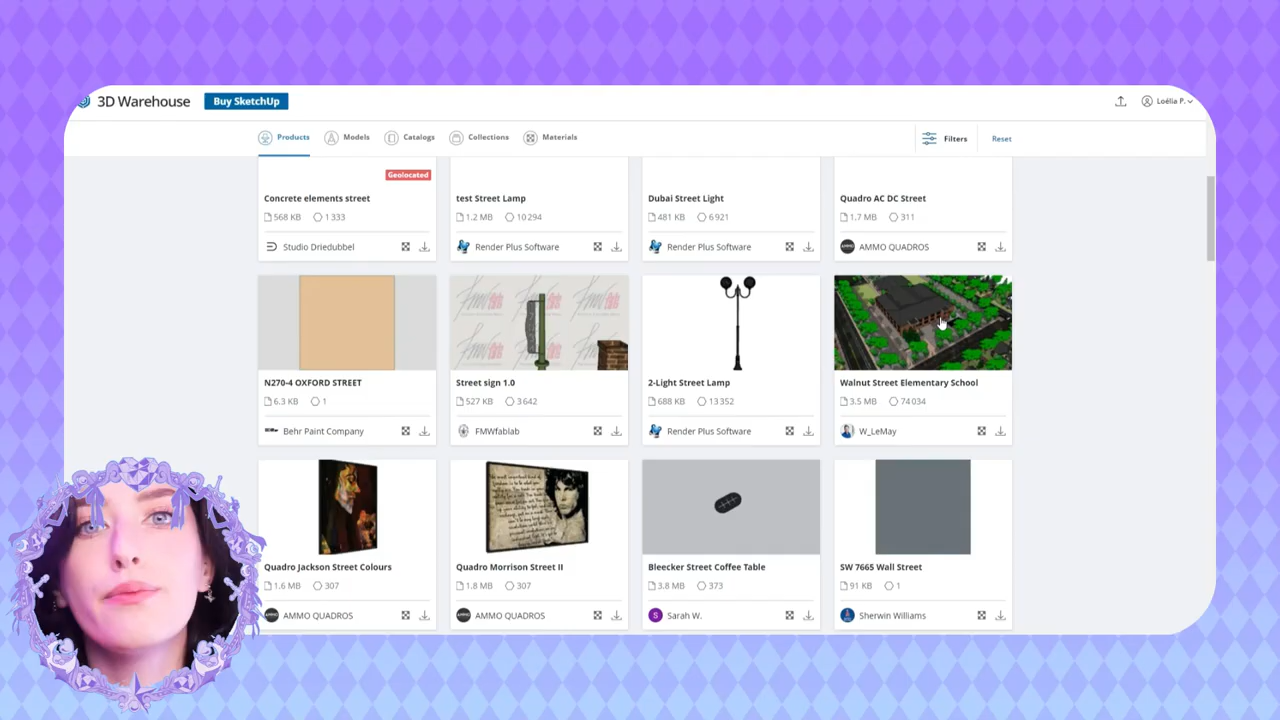 3D Warehouse
Buy SketchUp
Loélia P.
Products
Models
Catalogs
Collections
Materials
Filters
Reset
Geolocated
Concrete elements street
568 KB 1 333
Studio Driedubbel
test Street Lamp
1.2 MB 10 294
Render Plus Software
Dubai Street Light
481 KB 6 921
Render Plus Software
Quadro AC DC Street
1.7 MB 311
AMMO QUADROS
N270-4 OXFORD STREET
6.3 KB 1
Behr Paint Company
Street sign 1.0
527 KB 3 642
FMWfablab
2-Light Street Lamp
688 KB 13 352
Render Plus Software
Walnut Street Elementary School
3.5 MB 74 034
W_LeMay
Quadro Jackson Street Colours
1.6 MB 307
AMMO QUADROS
Quadro Morrison Street II
1.8 MB 307
AMMO QUADROS
Bleecker Street Coffee Table
3.8 MB 373
S Sarah W.
SW 7665 Wall Street
91 KB 1
Sherwin Williams